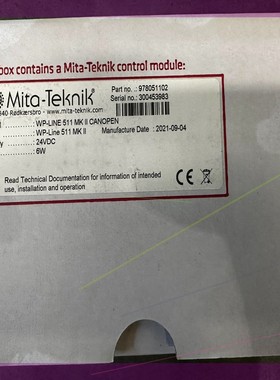 box contains a Mita-Teknik control module:
Mita-Teknik®
Part no. : 978051102
Serial no.: 300453983
840 Rødkærsbro - www.mita-teknik.com
: WP-LINE 511 MK II CANOPEN
: WP-Line 511 MK II
Manufacture Date : 2021-09-04
y : 24VDC
: 6W
Read Technical Documentation for information of intended
use, installation and operation.
CE